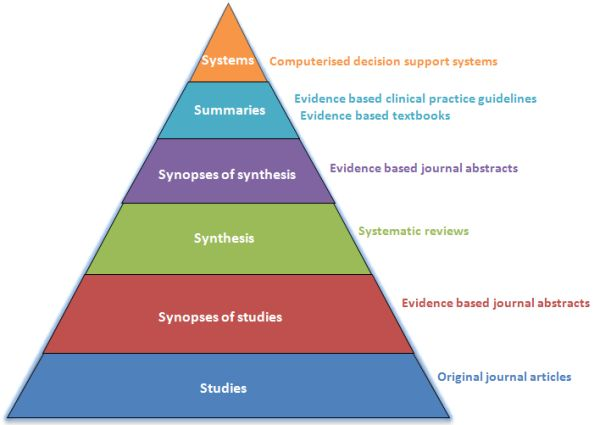 Systems
Computerised decision support systems
Summaries
Evidence based clinical practice guidelines
Evidence based textbooks
Synopses of synthesis
Evidence based journal abstracts
Synthesis
Systematic reviews
Synopses of studies
Evidence based journal abstracts
Studies
Original journal articles